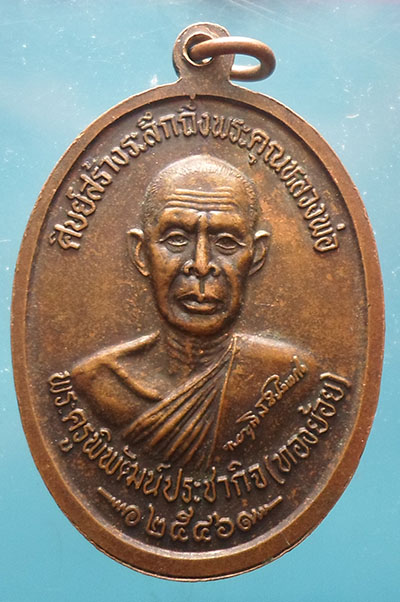 ศิษย์สร้างระลึกถึงพระคุณหลวงพ่อ
พระครูพิพัฒน์ประชากิจ (ทองย้อย)
๒๕๔๖